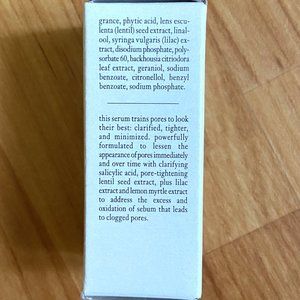 grance, phytic acid, lens escu-
lenta (lentil) seed extract, linal-
ool, syringa vulgaris (lilac) ex-
tract, disodium phosphate, poly-
sorbate 60, backhousia citriodora
leaf extract, geraniol, sodium
benzoate, citronellol, benzyl
benzoate, sodium phosphate.
this serum trains pores to look
their best: clarified, tighter,
and minimized. powerfully
formulated to lessen the
appearance of pores immediately
and over time with clarifying
salicylic acid, pore-tightening
lentil seed extract, plus lilac
extract and lemon myrtle extract
to address the excess and
oxidation of sebum that leads
to clogged pores.